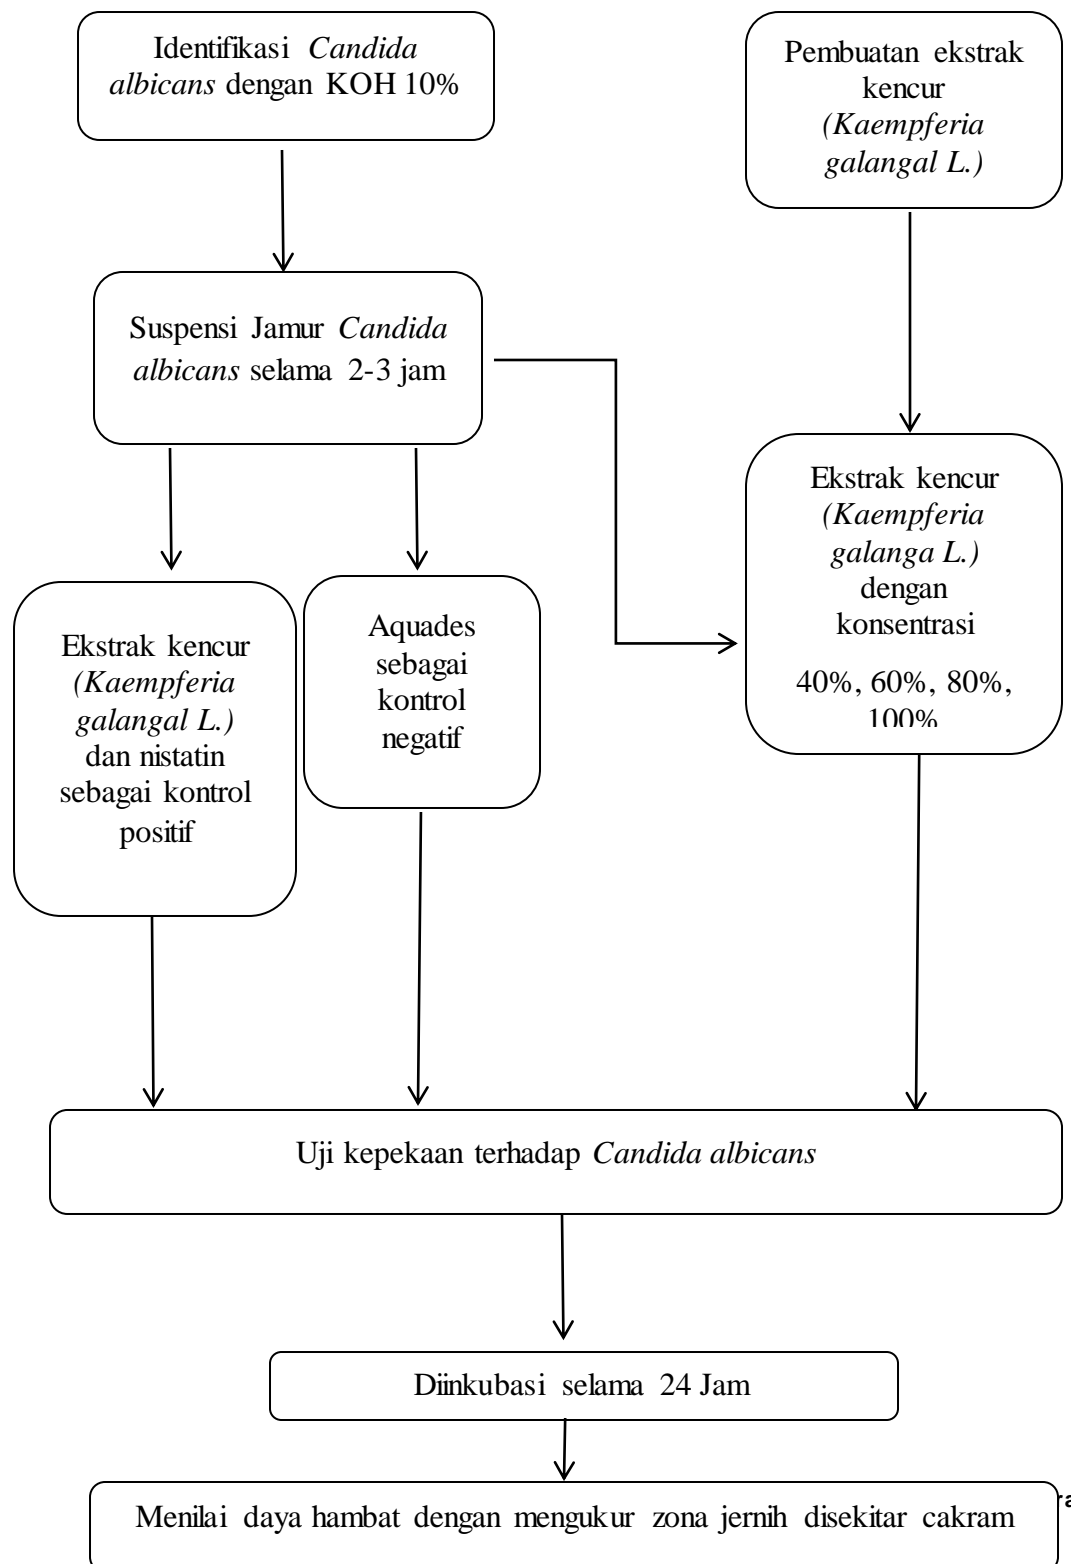 Identifikasi Candida
albicans dengan KOH 10%
Pembuatan ekstrak
kencur
(Kaempferia
galangal L.)
Suspensi Jamur Candida
albicans selama 2-3 jam
Ekstrak kencur
(Kaempferia
galanga L.)
dengan
konsentrasi
40%, 60%, 80%,
100%
Ekstrak kencur
(Kaempferia
galangal L.)
dan nistatin
sebagai kontrol
positif
Aquades
sebagai
kontrol
negatif
Uji kepekaan terhadap Candida albicans
Diinkubasi selama 24 Jam
Menilai daya hambat dengan mengukur zona jernih disekitar cakram